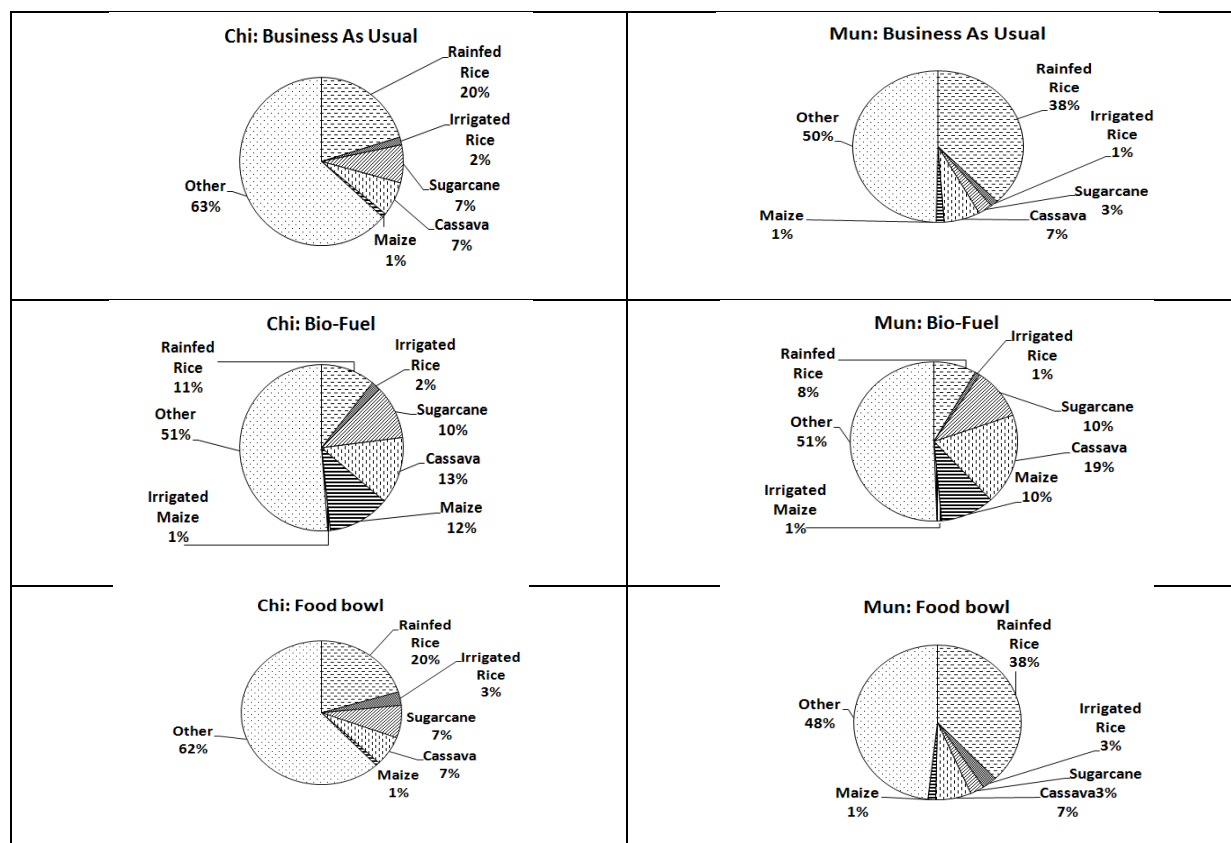 Chi: Business As Usual
Rainfed
Rice
20%
Irrigated
Rice
2%
Sugarcane
7%
Cassava
7%
Maize
1%
Other
63%
Mun: Business As Usual
Rainfed
Rice
38%
Irrigated
Rice
1%
Sugarcane
3%
Cassava
7%
Maize
1%
Other
50%
Chi: Bio-Fuel
Rainfed
Rice
11%
Irrigated
Rice
2%
Sugarcane
10%
Cassava
13%
Maize
12%
Irrigated
Maize
1%
Other
51%
Mun: Bio-Fuel
Rainfed
Rice
8%
Irrigated
Rice
1%
Sugarcane
10%
Cassava
19%
Maize
10%
Irrigated
Maize
1%
Other
51%
Chi: Food bowl
Rainfed
Rice
20%
Irrigated
Rice
3%
Sugarcane
7%
Cassava
7%
Maize
1%
Other
62%
Mun: Food bowl
Rainfed
Rice
38%
Irrigated
Rice
3%
Sugarcane
3%
Cassava
7%
Maize
1%
Other
48%